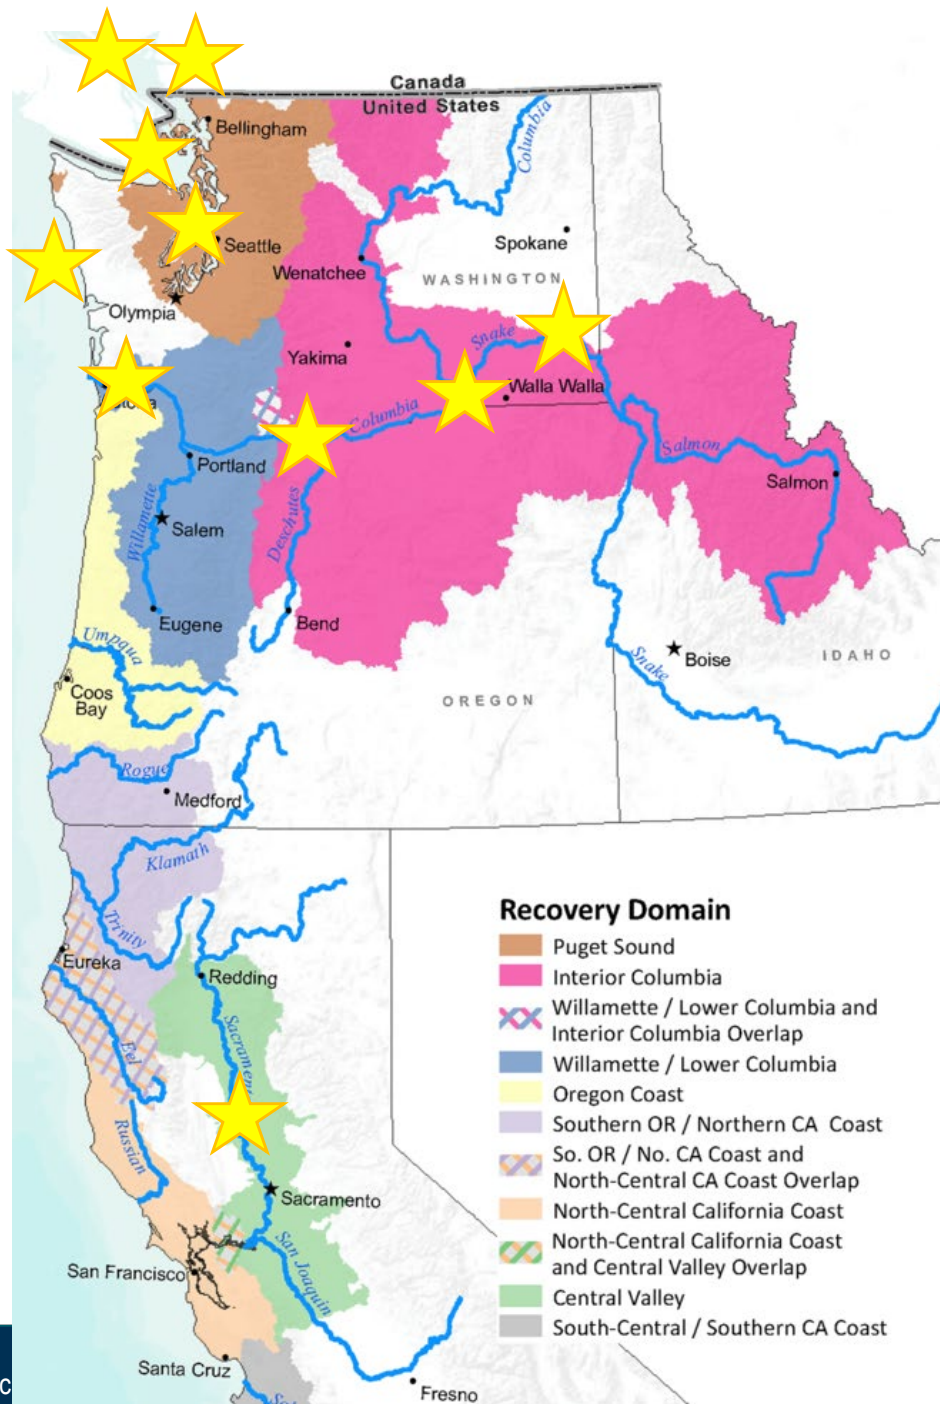 Canada
United States
Bellingham
Columbia
Seattle
Spokane
Wenatchee
WASHINGTON
Olympia
Snake
Yakima
Walla Walla
Columbia
Portland
Salmon
Salmon
Willamette
Salem
Deschutes
Eugene
Bend
Umpqua
Boise
IDAHO
Snake
Coos
Bay
OREGON
Rogue
Medford
Klamath
Trinity
Eureka
Redding
Eel
Russian
Sacramento
San Joaquin
San Francisco
Santa Cruz
Fresno
Recovery Domain
Puget Sound
Interior Columbia
Willamette / Lower Columbia and
Interior Columbia Overlap
Willamette / Lower Columbia
Oregon Coast
Southern OR / Northern CA Coast
So. OR / No. CA Coast and
North-Central CA Coast Overlap
North-Central California Coast
North-Central California Coast
and Central Valley Overlap
Central Valley
South-Central / Southern CA Coast